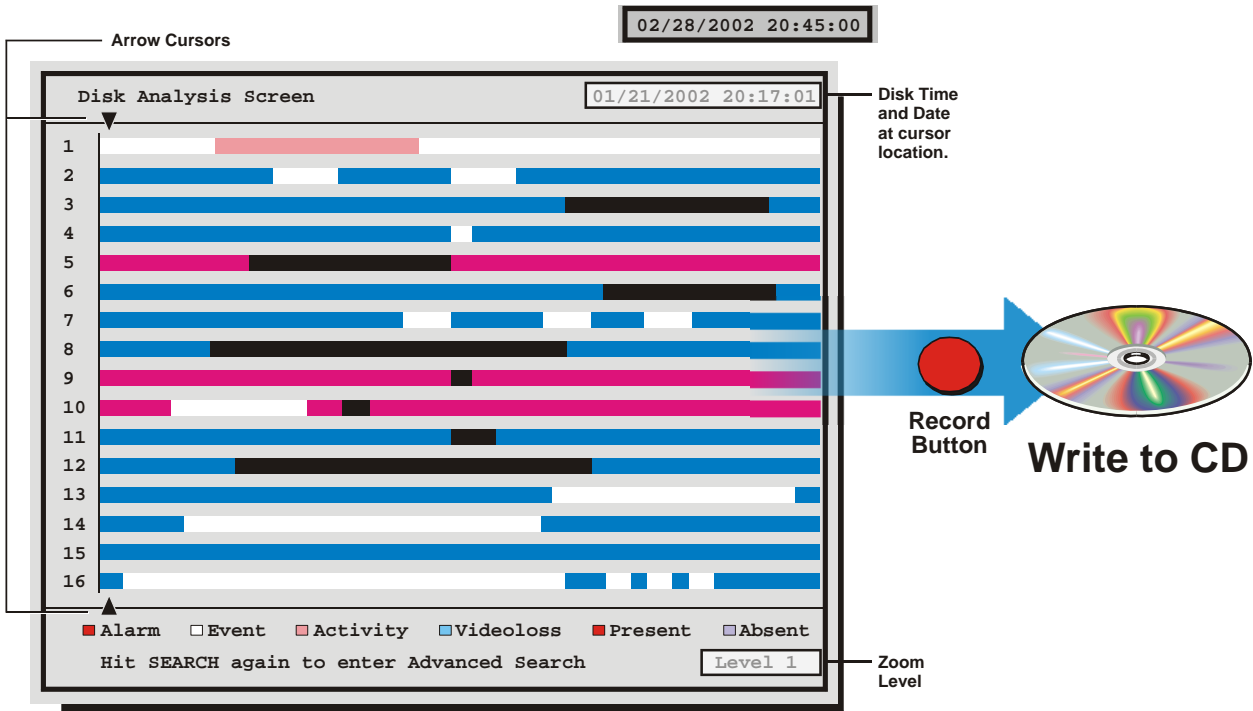 02/28/2002 20:45:00
Arrow Cursors
Disk Analysis Screen
01/21/2002 20:17:01
Disk Time
and Date
at cursor
location.
1
2
3
4
5
6
7
8
9
10
11
12
13
14
15
16
Record
Button
Write to CD
Alarm Event Activity Videoloss Present Absent
Hit SEARCH again to enter Advanced Search
Level 1
Zoom
Level